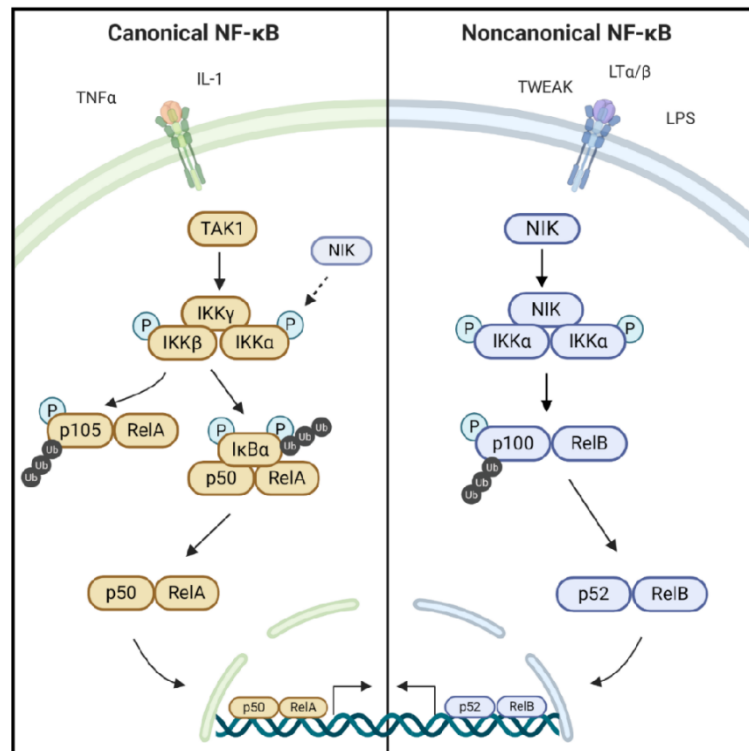 Canonical NF-κB
TNFα
IL-1
TAK1
NIK
IKKγ
P
P
IKKβ
IKKα
P
p105
RelA
Ub
Ub
Ub
P
P
IκBα
Ub
Ub
Ub
p50
RelA
p50
RelA
p50
RelA
Noncanonical NF-κB
LTα/β
TWEAK
LPS
NIK
NIK
P
P
IKKα
IKKα
P
p100
RelB
Ub
Ub
Ub
p52
RelB
p52
RelB